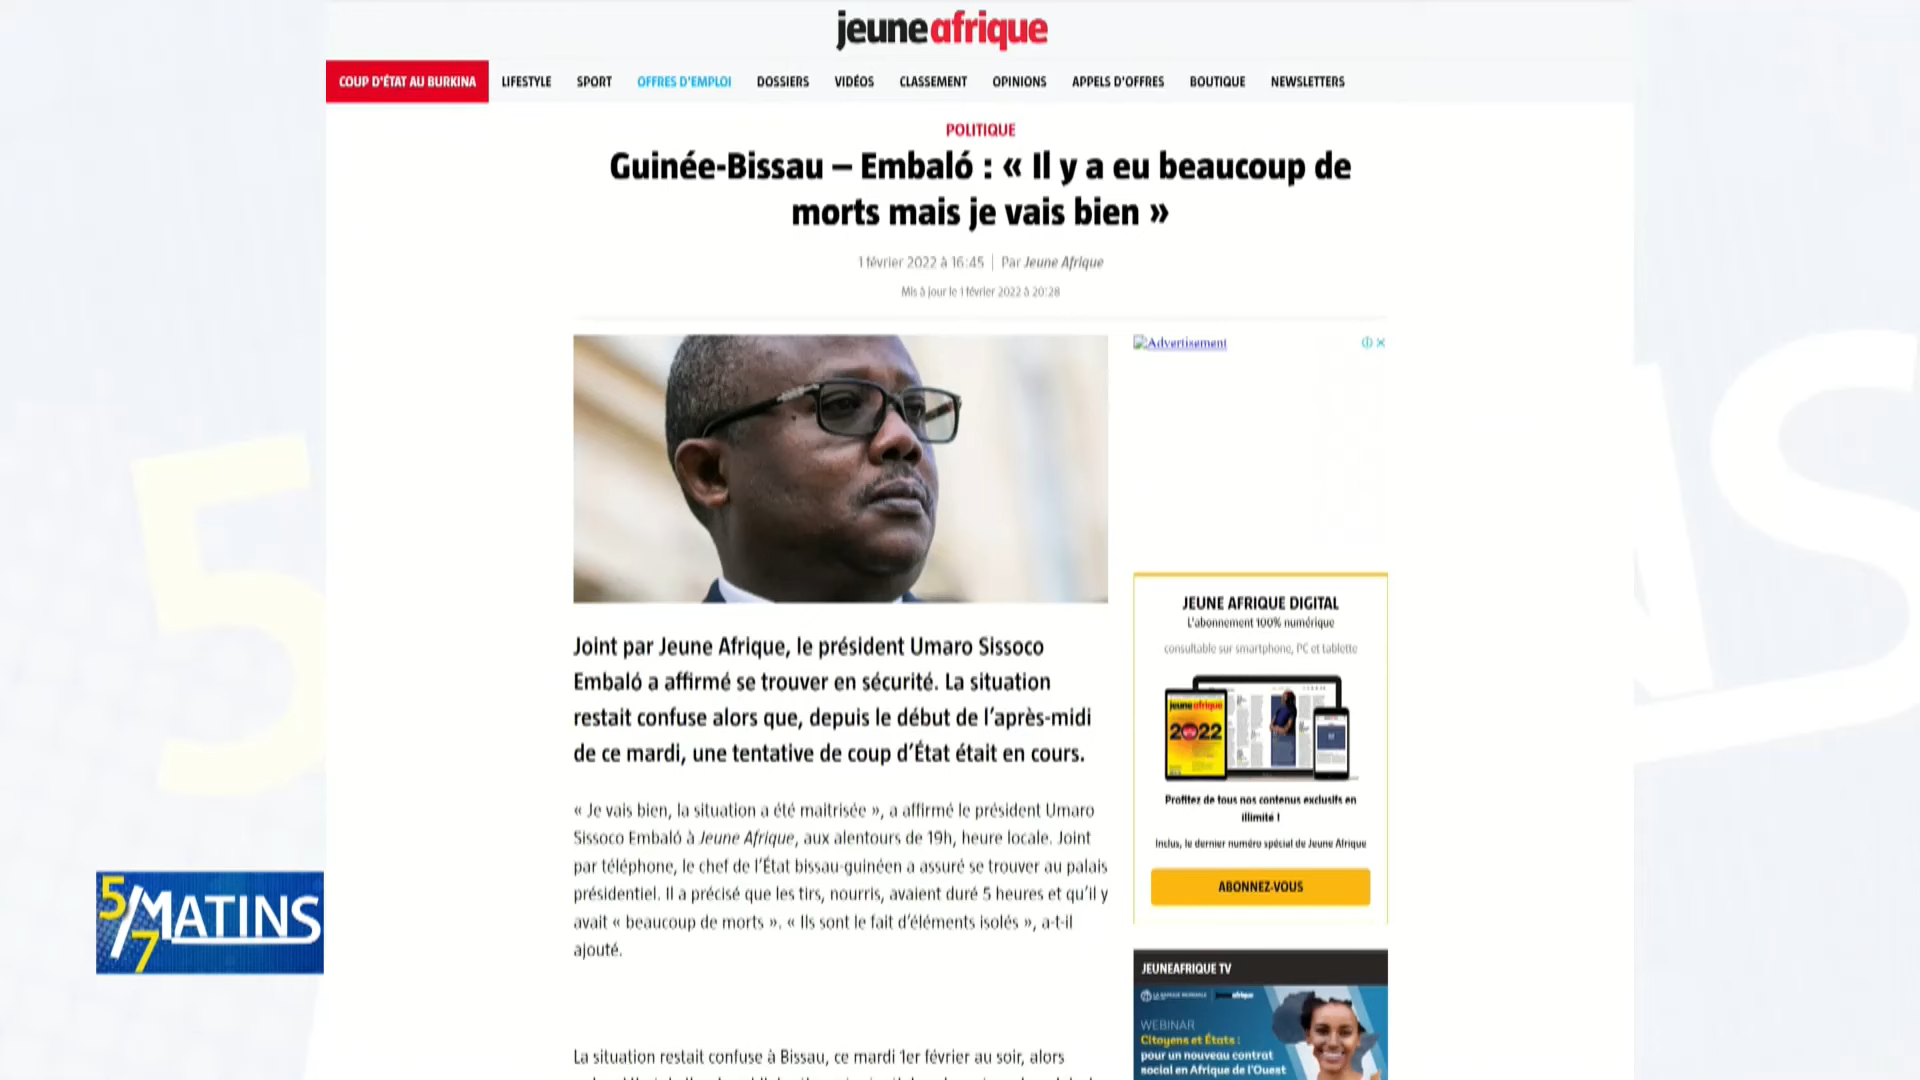 jeuneafrique
COUP D'ÉTAT AU BURKINA LIFESTYLE SPORT OFFRES D'EMPLOI DOSSIERS VIDÉOS CLASSEMENT OPINIONS APPELS D'OFFRES BOUTIQUE NEWSLETTERS
POLITIQUE
Guinée-Bissau – Embaló : « Il y a eu beaucoup de
morts mais je vais bien »
1 février 2022 à 16:45 | Par Jeune Afrique
Mis à jour le 1 février 2022 à 20:28
Advertisement
Joint par Jeune Afrique, le président Umaro Sissoco
Embaló a affirmé se trouver en sécurité. La situation
restait confuse alors que, depuis le début de l'après-midi
de ce mardi, une tentative de coup d'État était en cours.
« Je vais bien, la situation a été maitrisée », a affirmé le président Umaro
Sissoco Embaló à Jeune Afrique, aux alentours de 19h, heure locale. Joint
par téléphone, le chef de l'État bissau-guinéen a assuré se trouver au palais
présidentiel. Il a précisé que les tirs, nourris, avaient duré 5 heures et qu'il y
avait « beaucoup de morts ». « Ils sont le fait d'éléments isolés », a-t-il
ajouté.
La situation restait confuse à Bissau, ce mardi 1er février au soir, alors
JEUNE AFRIQUE DIGITAL
L'abonnement 100% numérique
consultable sur smartphone, PC et tablette
jeuneafrique
2022
Profitez de tous nos contenus exclusifs en
illimité !
Inclus, le dernier numéro spécial de Jeune Afrique
ABONNEZ-VOUS
JEUNEAFRIQUE TV
LA BANQUE MONDIALE jeuneafrique
WEBINAR
Citoyens et États :
pour un nouveau contrat
social en Afrique de l'Ouest
5/7 MATINS